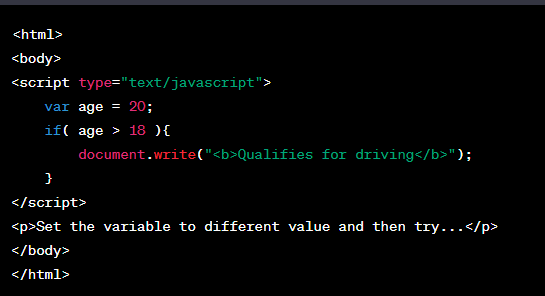 <html>
<body>
<script type="text/javascript">
    var age = 20;
    if( age > 18 ){
        document.write("<b>Qualifies for driving</b>");
    }
</script>
<p>Set the variable to different value and then try...</p>
</body>
</html>